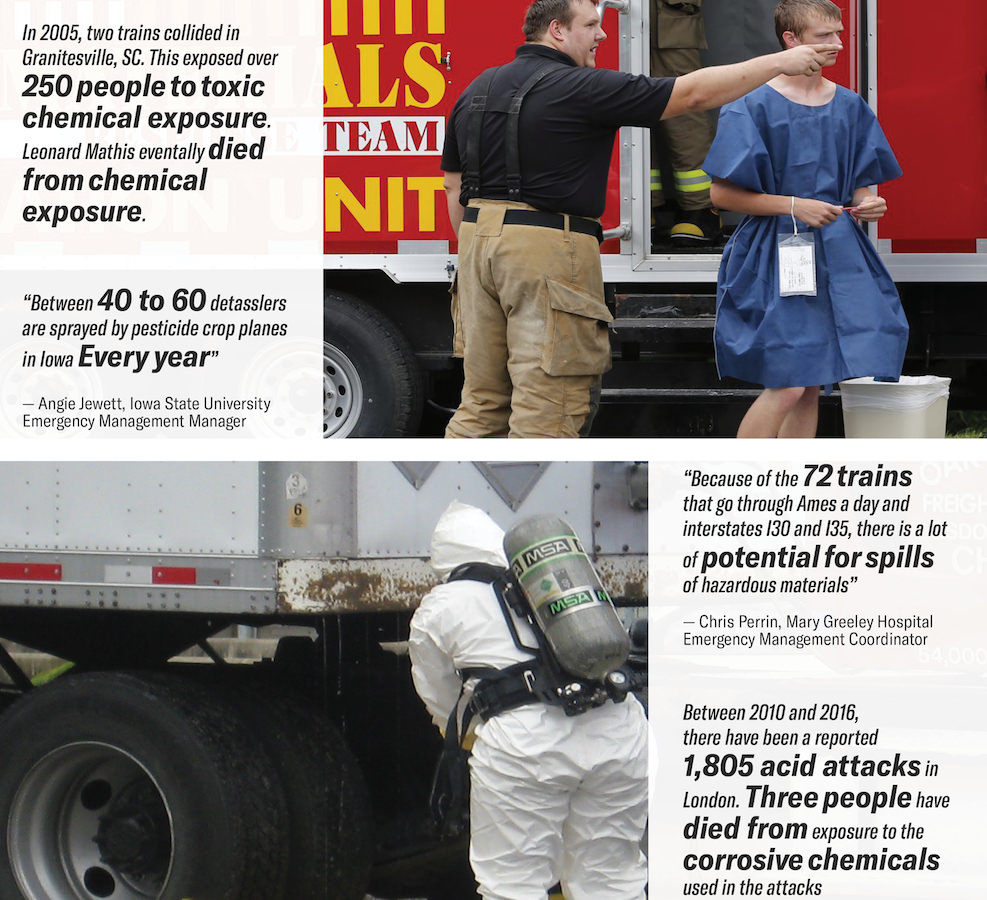 In 2005, two trains collided in
Granitesville, SC. This exposed over
250 people to toxic
chemical exposure.
Leonard Mathis eventally died
from chemical
exposure.
“Between 40 to 60 detasslers
are sprayed by pesticide crop planes
in Iowa Every year”
— Angie Jewett, Iowa State University
Emergency Management Manager
ALS
TEAM
UNIT
3
6
MSA
MSA
“Because of the 72 trains
that go through Ames a day and
interstates I30 and I35, there is a lot
of potential for spills
of hazardous materials”
— Chris Perrin, Mary Greeley Hospital
Emergency Management Coordinator
54,000
Between 2010 and 2016,
there have been a reported
1,805 acid attacks in
London. Three people have
died from exposure to the
corrosive chemicals
used in the attacks